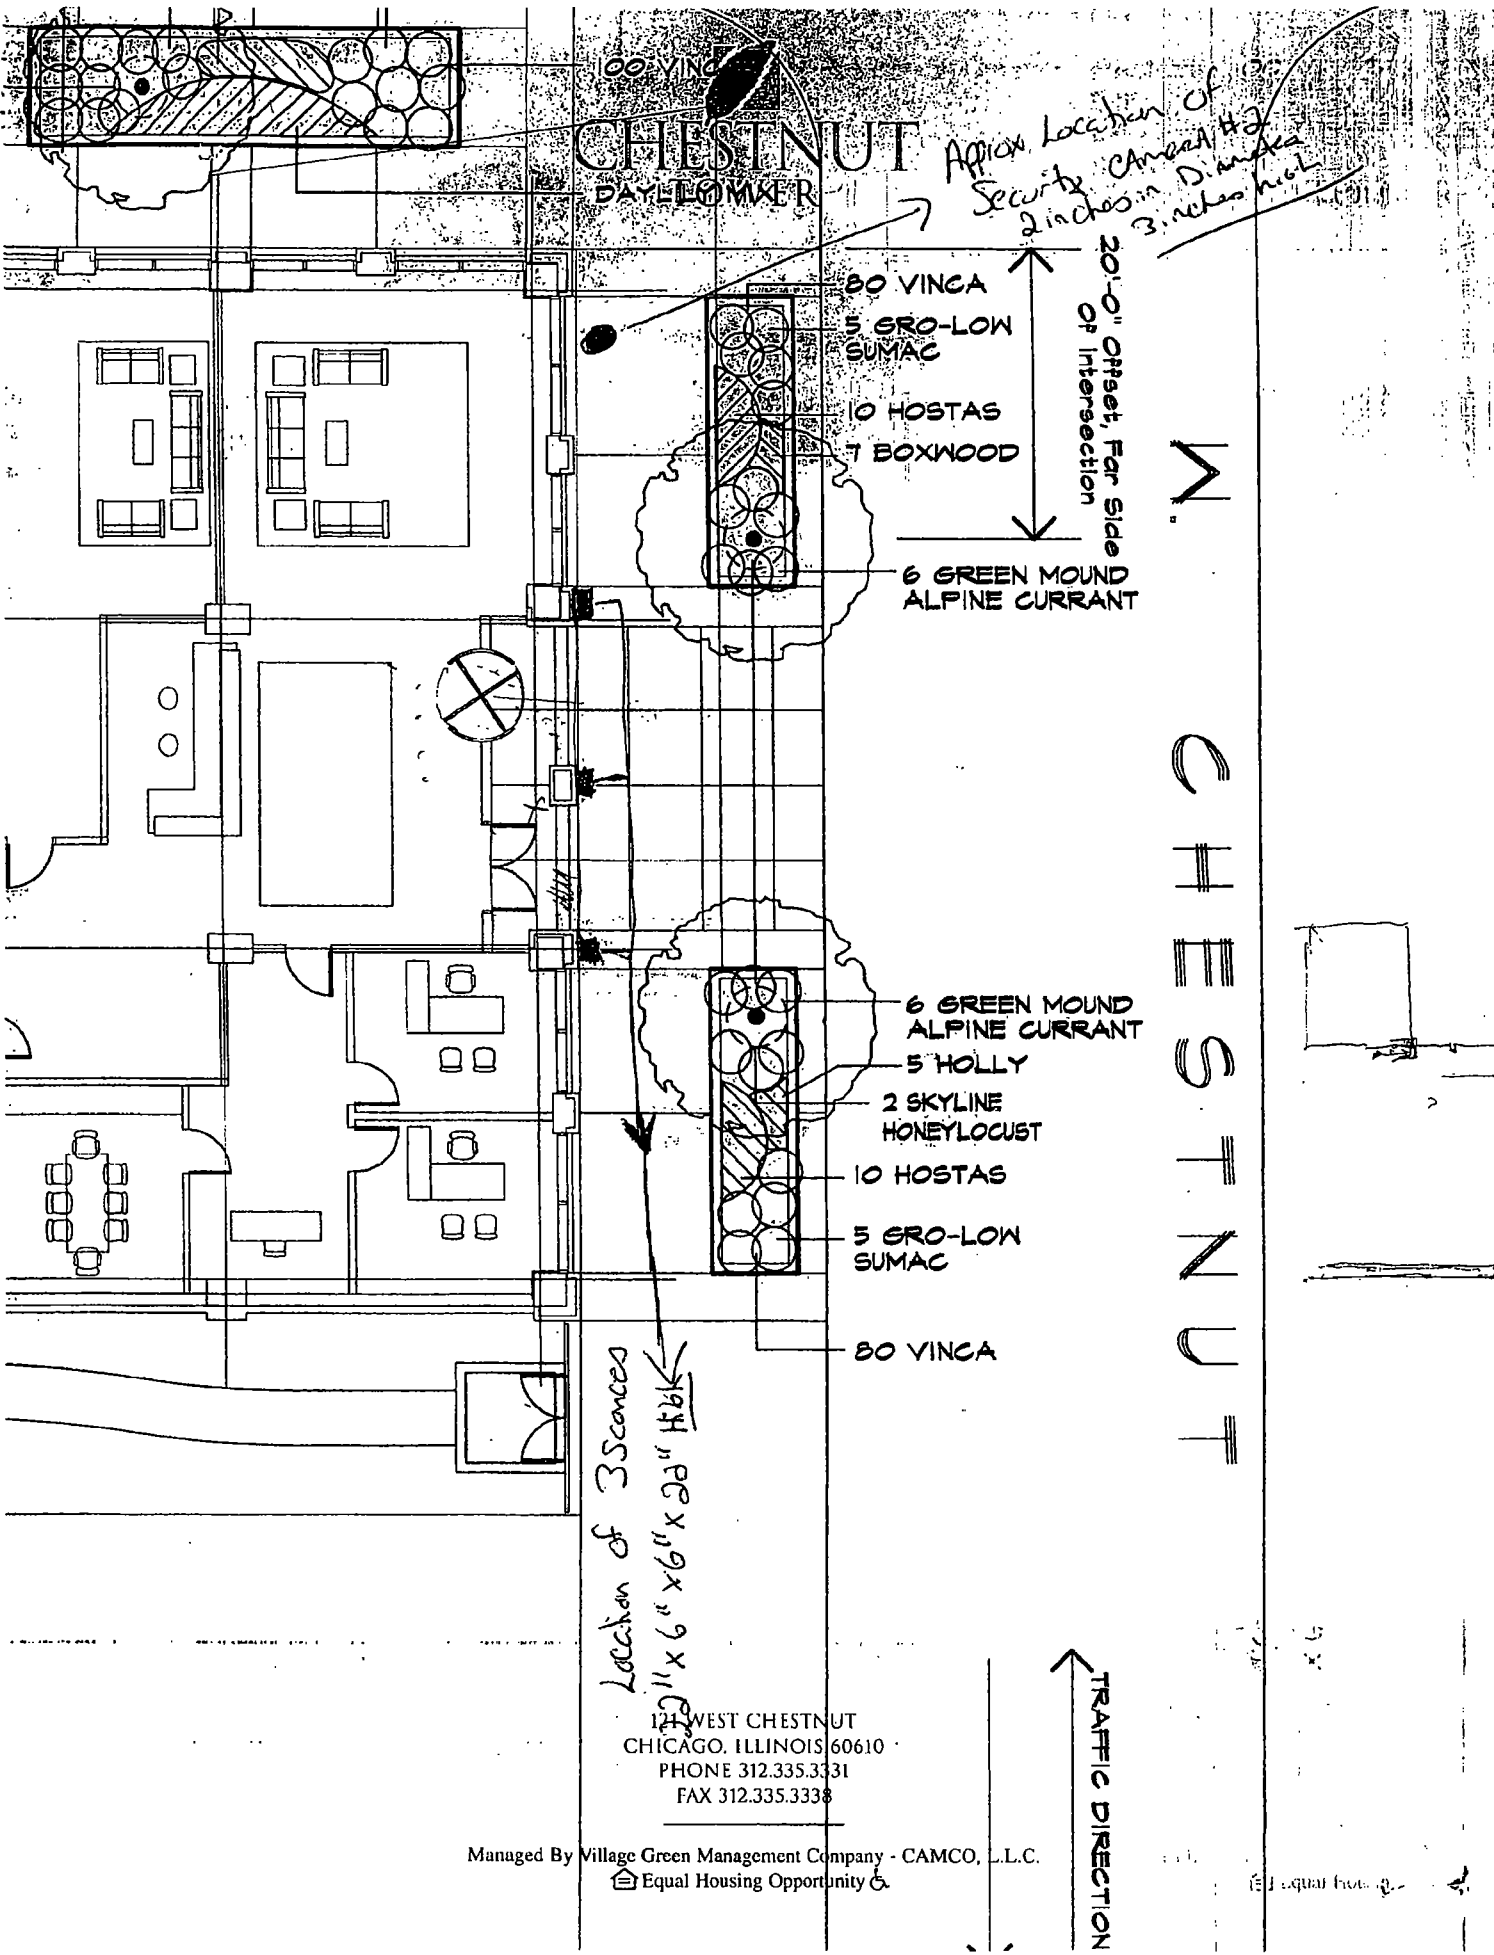 100 VINC
CHESTNUT
TOWER
DAYLILY MIX
Approx Location of
Security CAMERA #2
2 inches in Diameter
3 inches high
20'-0" Offset, Far Side
Of Intersection
80 VINCA
5 GRO-LOW
SUMAC
10 HOSTAS
7 BOXWOOD
6 GREEN MOUND
ALPINE CURRANT
W. CHESTNUT
6 GREEN MOUND
ALPINE CURRANT
5 HOLLY
2 SKYLINE
HONEYLOCUST
10 HOSTAS
5 GRO-LOW
SUMAC
80 VINCA
Location of 3 Sconces
x 6" x 6" x 22" High
TRAFFIC DIRECTION
121 WEST CHESTNUT
CHICAGO, ILLINOIS 60610
PHONE 312.335.3331
FAX 312.335.3338
Managed By Village Green Management Company - CAMCO, L.L.C.
Equal Housing Opportunity